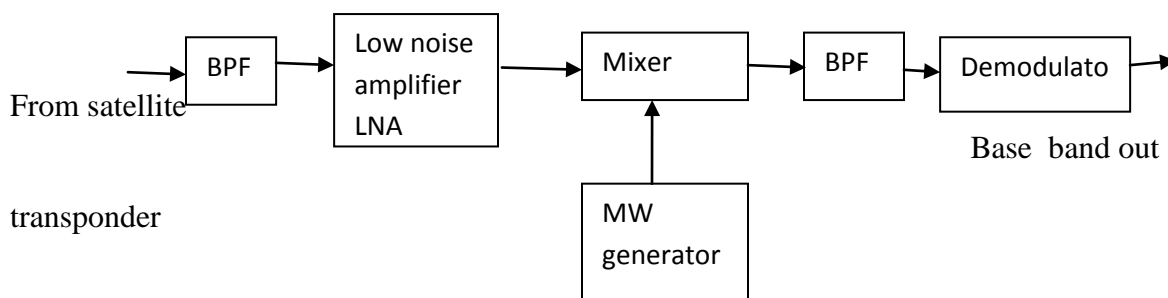 From satellite
transponder
BPF
Low noise
amplifier
LNA
Mixer
MW
generator
BPF
Demodulato
Base band out